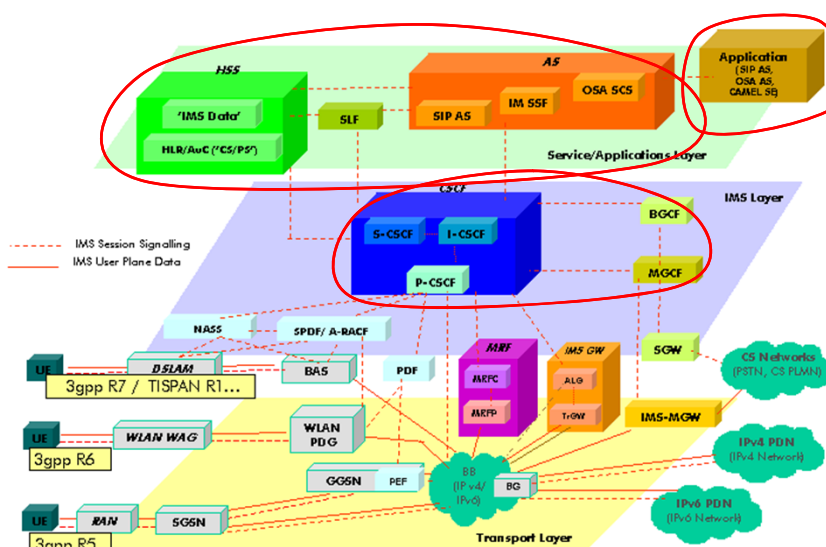 HSS
AS
Application
(SIP AS,
OSA AS,
CAMEL SE)
'IMS Data'
HLR/AuC ('CS/PS')
SLF
SIP AS
IM SSF
OSA SCS
Service/Applications Layer
CSCF
IMS Layer
S-CSCF
I-CSCF
P-CSCF
BGCF
MGCF
IMS Session Signalling
IMS User Plane Data
NASS
SPDF/ A-RACF
SGW
CS Networks
(PSTN, CS PLMN)
UE
DSLAM
BAS
PDF
MRF
MRFC
MRFP
IMS GW
ALG
TrGW
IMS-MGW
3gpp R7 / TISPAN R1...
UE
WLAN WAG
WLAN
PDG
3gpp R6
IPv4 PDN
(IPv4 Network)
GGSN
PEF
BB
(IP v4/
IPv6)
BG
IPv6 PDN
(IPv6 Network)
UE
RAN
SGSN
3gpp R5
Transport Layer